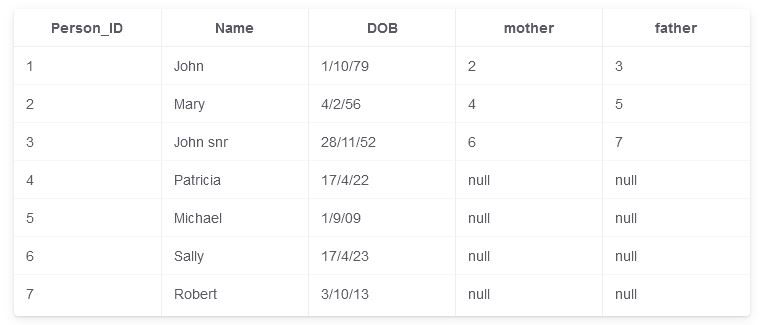 Person_ID Name DOB mother father
1 John 1/10/79 2 3
2 Mary 4/2/56 4 5
3 John snr 28/11/52 6 7
4 Patricia 17/4/22 null null
5 Michael 1/9/09 null null
6 Sally 17/4/23 null null
7 Robert 3/10/13 null null